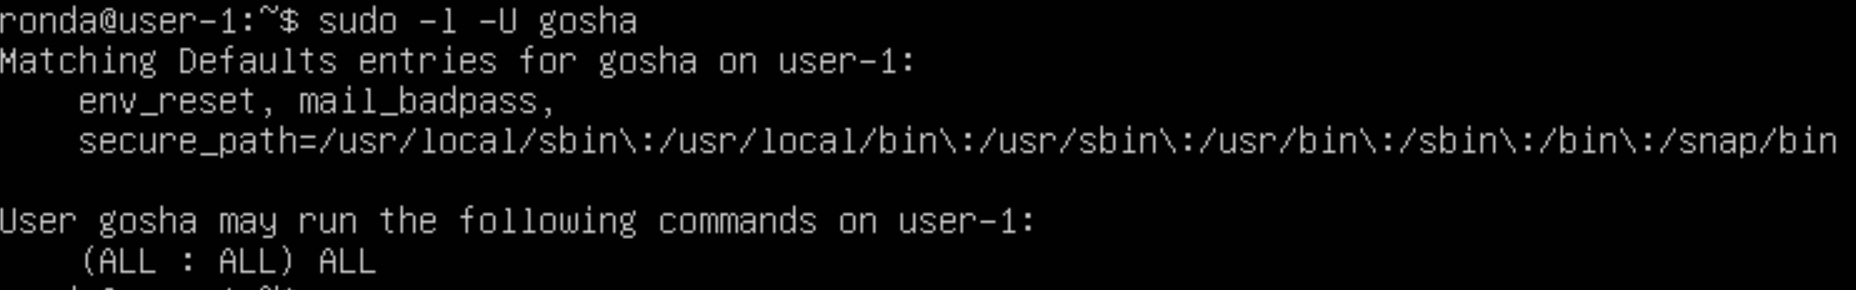 ronda@user-1:~$ sudo -l -U gosha
Matching Defaults entries for gosha on user-1:
    env_reset, mail_badpass,
    secure_path=/usr/local/sbin\:/usr/local/bin\:/usr/sbin\:/usr/bin\:/sbin\:/bin\:/snap/bin

User gosha may run the following commands on user-1:
    (ALL : ALL) ALL